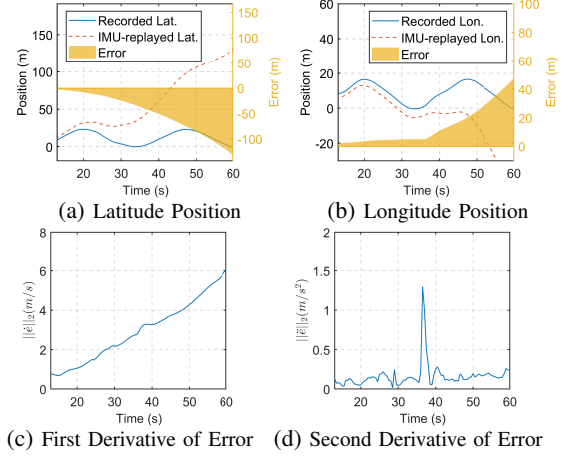 Position (m)
150
100
50
0
Recorded Lat.
IMU-replayed Lat.
Error
200
150
100
50
0
-50
-100
Error (m)
20
30
40
50
60
Time (s)
(a) Latitude Position
Position (m)
60
40
20
0
-20
Recorded Lon.
IMU-replayed Lon.
Error
100
80
60
40
20
0
Error (m)
20
30
40
50
60
Time (s)
(b) Longitude Position
||ė||₂(m/s)
8
6
4
2
0
20
30
40
50
60
Time (s)
(c) First Derivative of Error
||ë||₂(m/s²)
2
1.5
1
0.5
0
20
30
40
50
60
Time (s)
(d) Second Derivative of Error